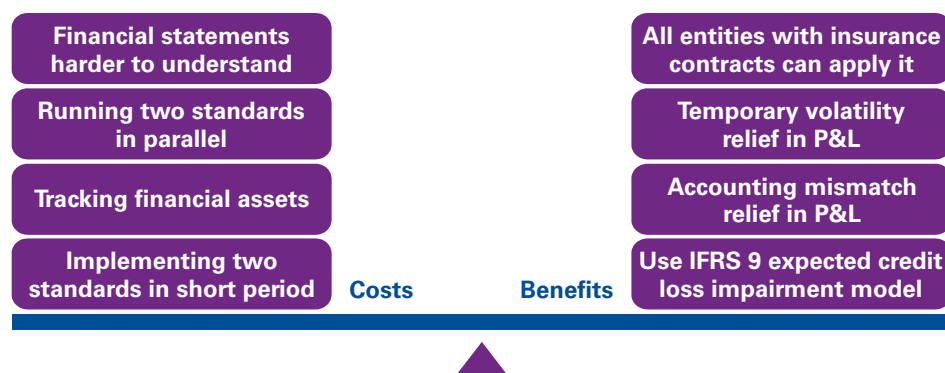 Financial statements
harder to understand
Running two standards
in parallel
Tracking financial assets
Implementing two
standards in short period
Costs
Benefits
All entities with insurance
contracts can apply it
Temporary volatility
relief in P&L
Accounting mismatch
relief in P&L
Use IFRS 9 expected credit
loss impairment model